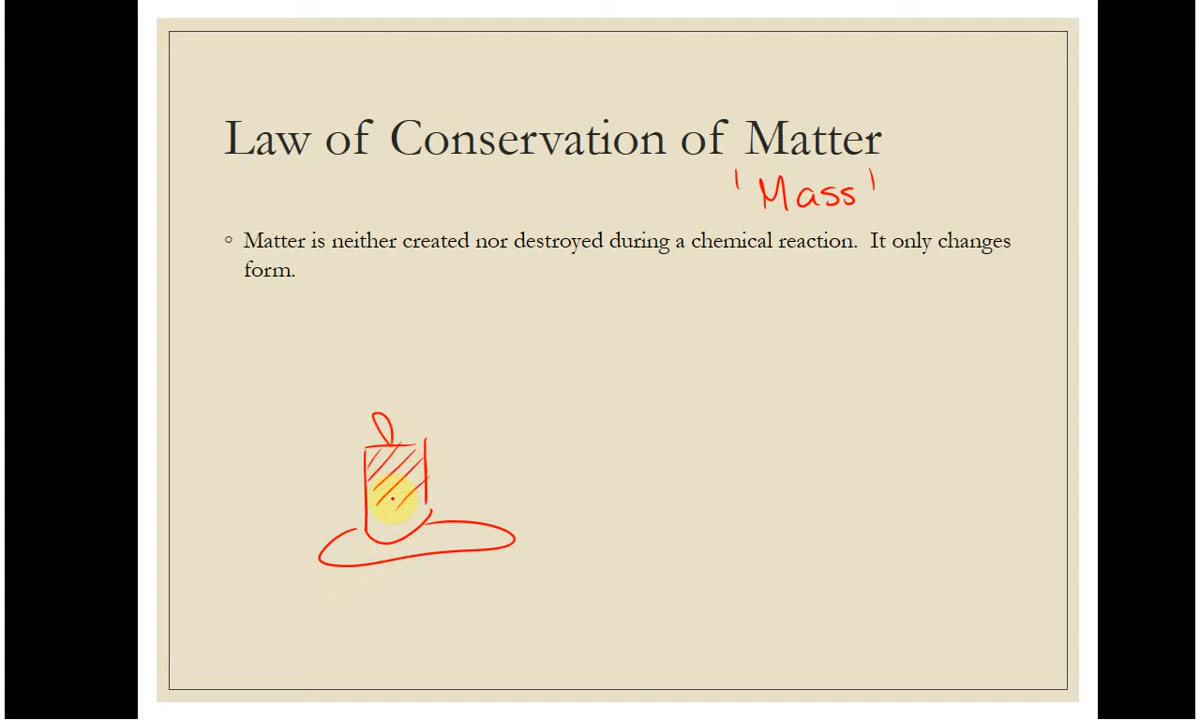 Law of Conservation of Matter
'Mass'
◦ Matter is neither created nor destroyed during a chemical reaction. It only changes
form.